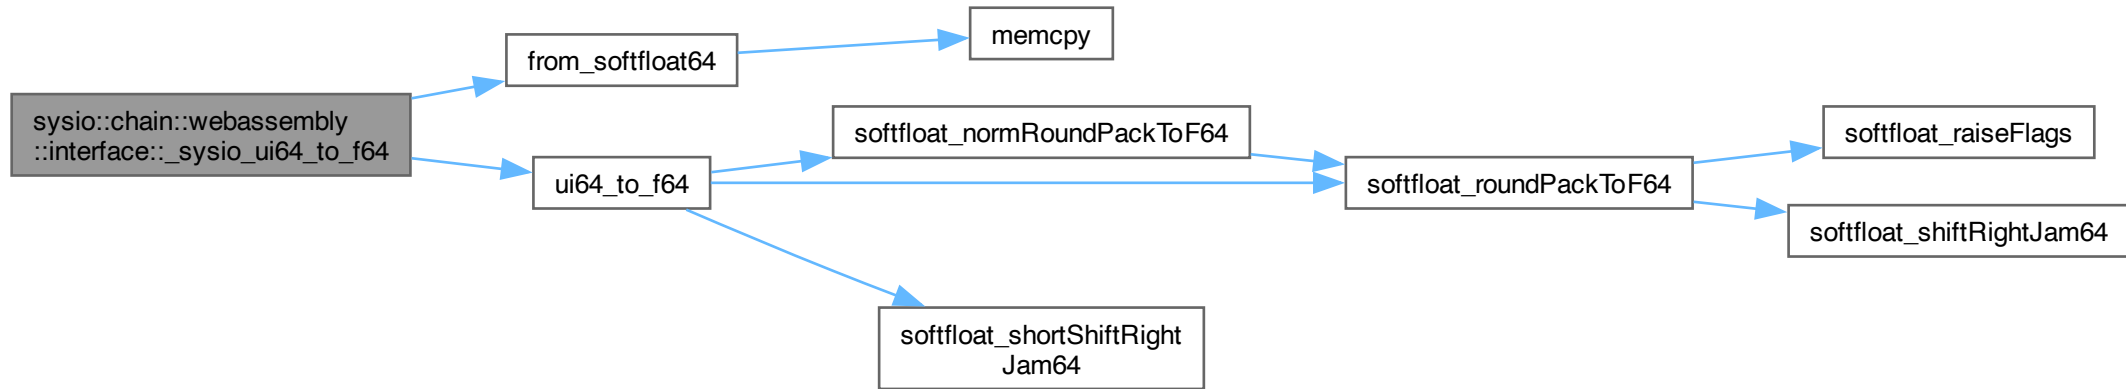 sysio::chain::webassembly
::interface::_sysio_ui64_to_f64
from_softfloat64
memcpy
ui64_to_f64
softfloat_normRoundPackToF64
softfloat_roundPackToF64
softfloat_raiseFlags
softfloat_shiftRightJam64
softfloat_shortShiftRight
Jam64